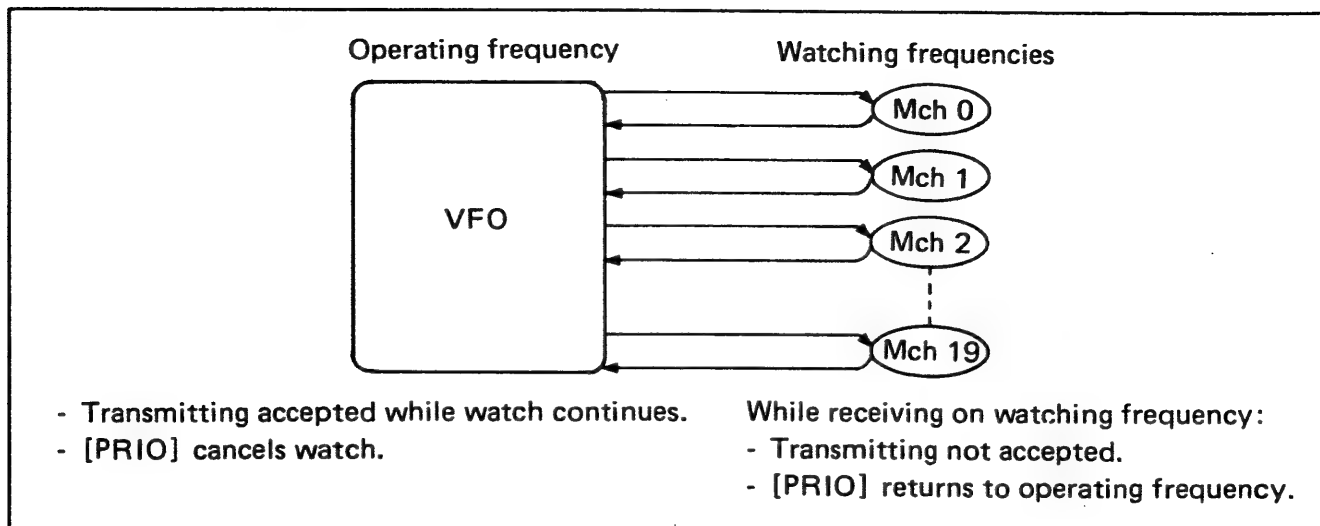 Operating frequency
Watching frequencies
VFO
Mch 0
Mch 1
Mch 2
Mch 19
- Transmitting accepted while watch continues.
- [PRIO] cancels watch.
While receiving on watching frequency:
- Transmitting not accepted.
- [PRIO] returns to operating frequency.